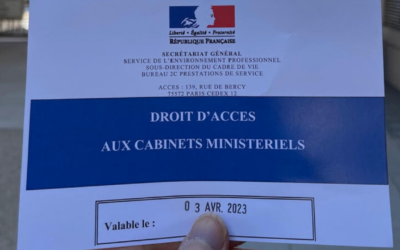 Liberté • Égalité • Fraternité
RÉPUBLIQUE FRANÇAISE
SECRÉTARIAT GÉNÉRAL
SERVICE DE L'ENVIRONNEMENT PROFESSIONNEL
SOUS-DIRECTION DU CADRE DE VIE
BUREAU 2C PRESTATIONS DE SERVICE
ACCES : 139, RUE DE BERCY
75572 PARIS CEDEX 12
DROIT D'ACCES
AUX CABINETS MINISTERIELS
0 3 AVR. 2023
Valable le :